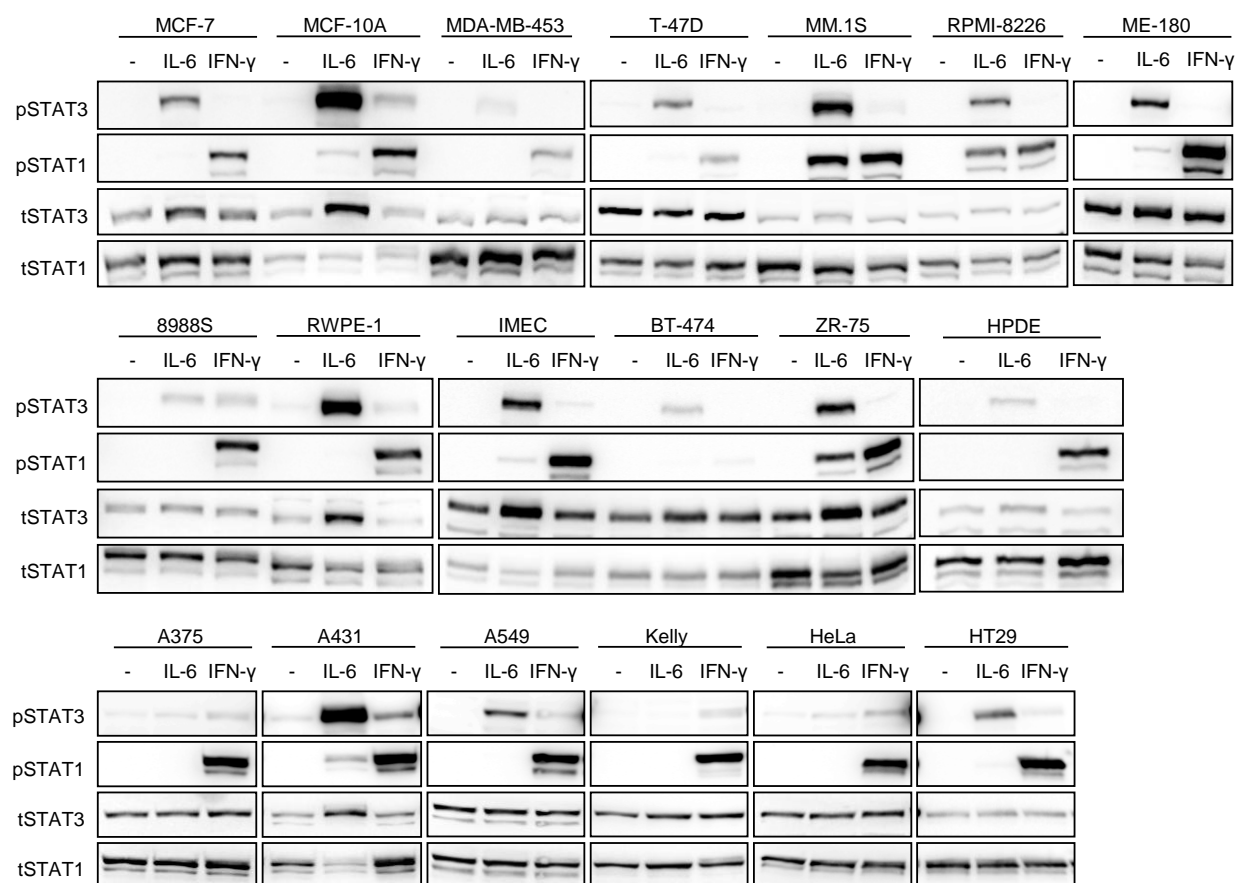 MCF-7 MCF-10A MDA-MB-453 T-47D MM.1S RPMI-8226 ME-180
- IL-6 IFN-γ - IL-6 IFN-γ - IL-6 IFN-γ - IL-6 IFN-γ - IL-6 IFN-γ - IL-6 IFN-γ - IL-6 IFN-γ
pSTAT3
pSTAT1
tSTAT3
tSTAT1
8988S RWPE-1 IMEC BT-474 ZR-75 HPDE
- IL-6 IFN-γ - IL-6 IFN-γ - IL-6 IFN-γ - IL-6 IFN-γ - IL-6 IFN-γ - IL-6 IFN-γ
pSTAT3
pSTAT1
tSTAT3
tSTAT1
A375 A431 A549 Kelly HeLa HT29
- IL-6 IFN-γ - IL-6 IFN-γ - IL-6 IFN-γ - IL-6 IFN-γ - IL-6 IFN-γ - IL-6 IFN-γ
pSTAT3
pSTAT1
tSTAT3
tSTAT1